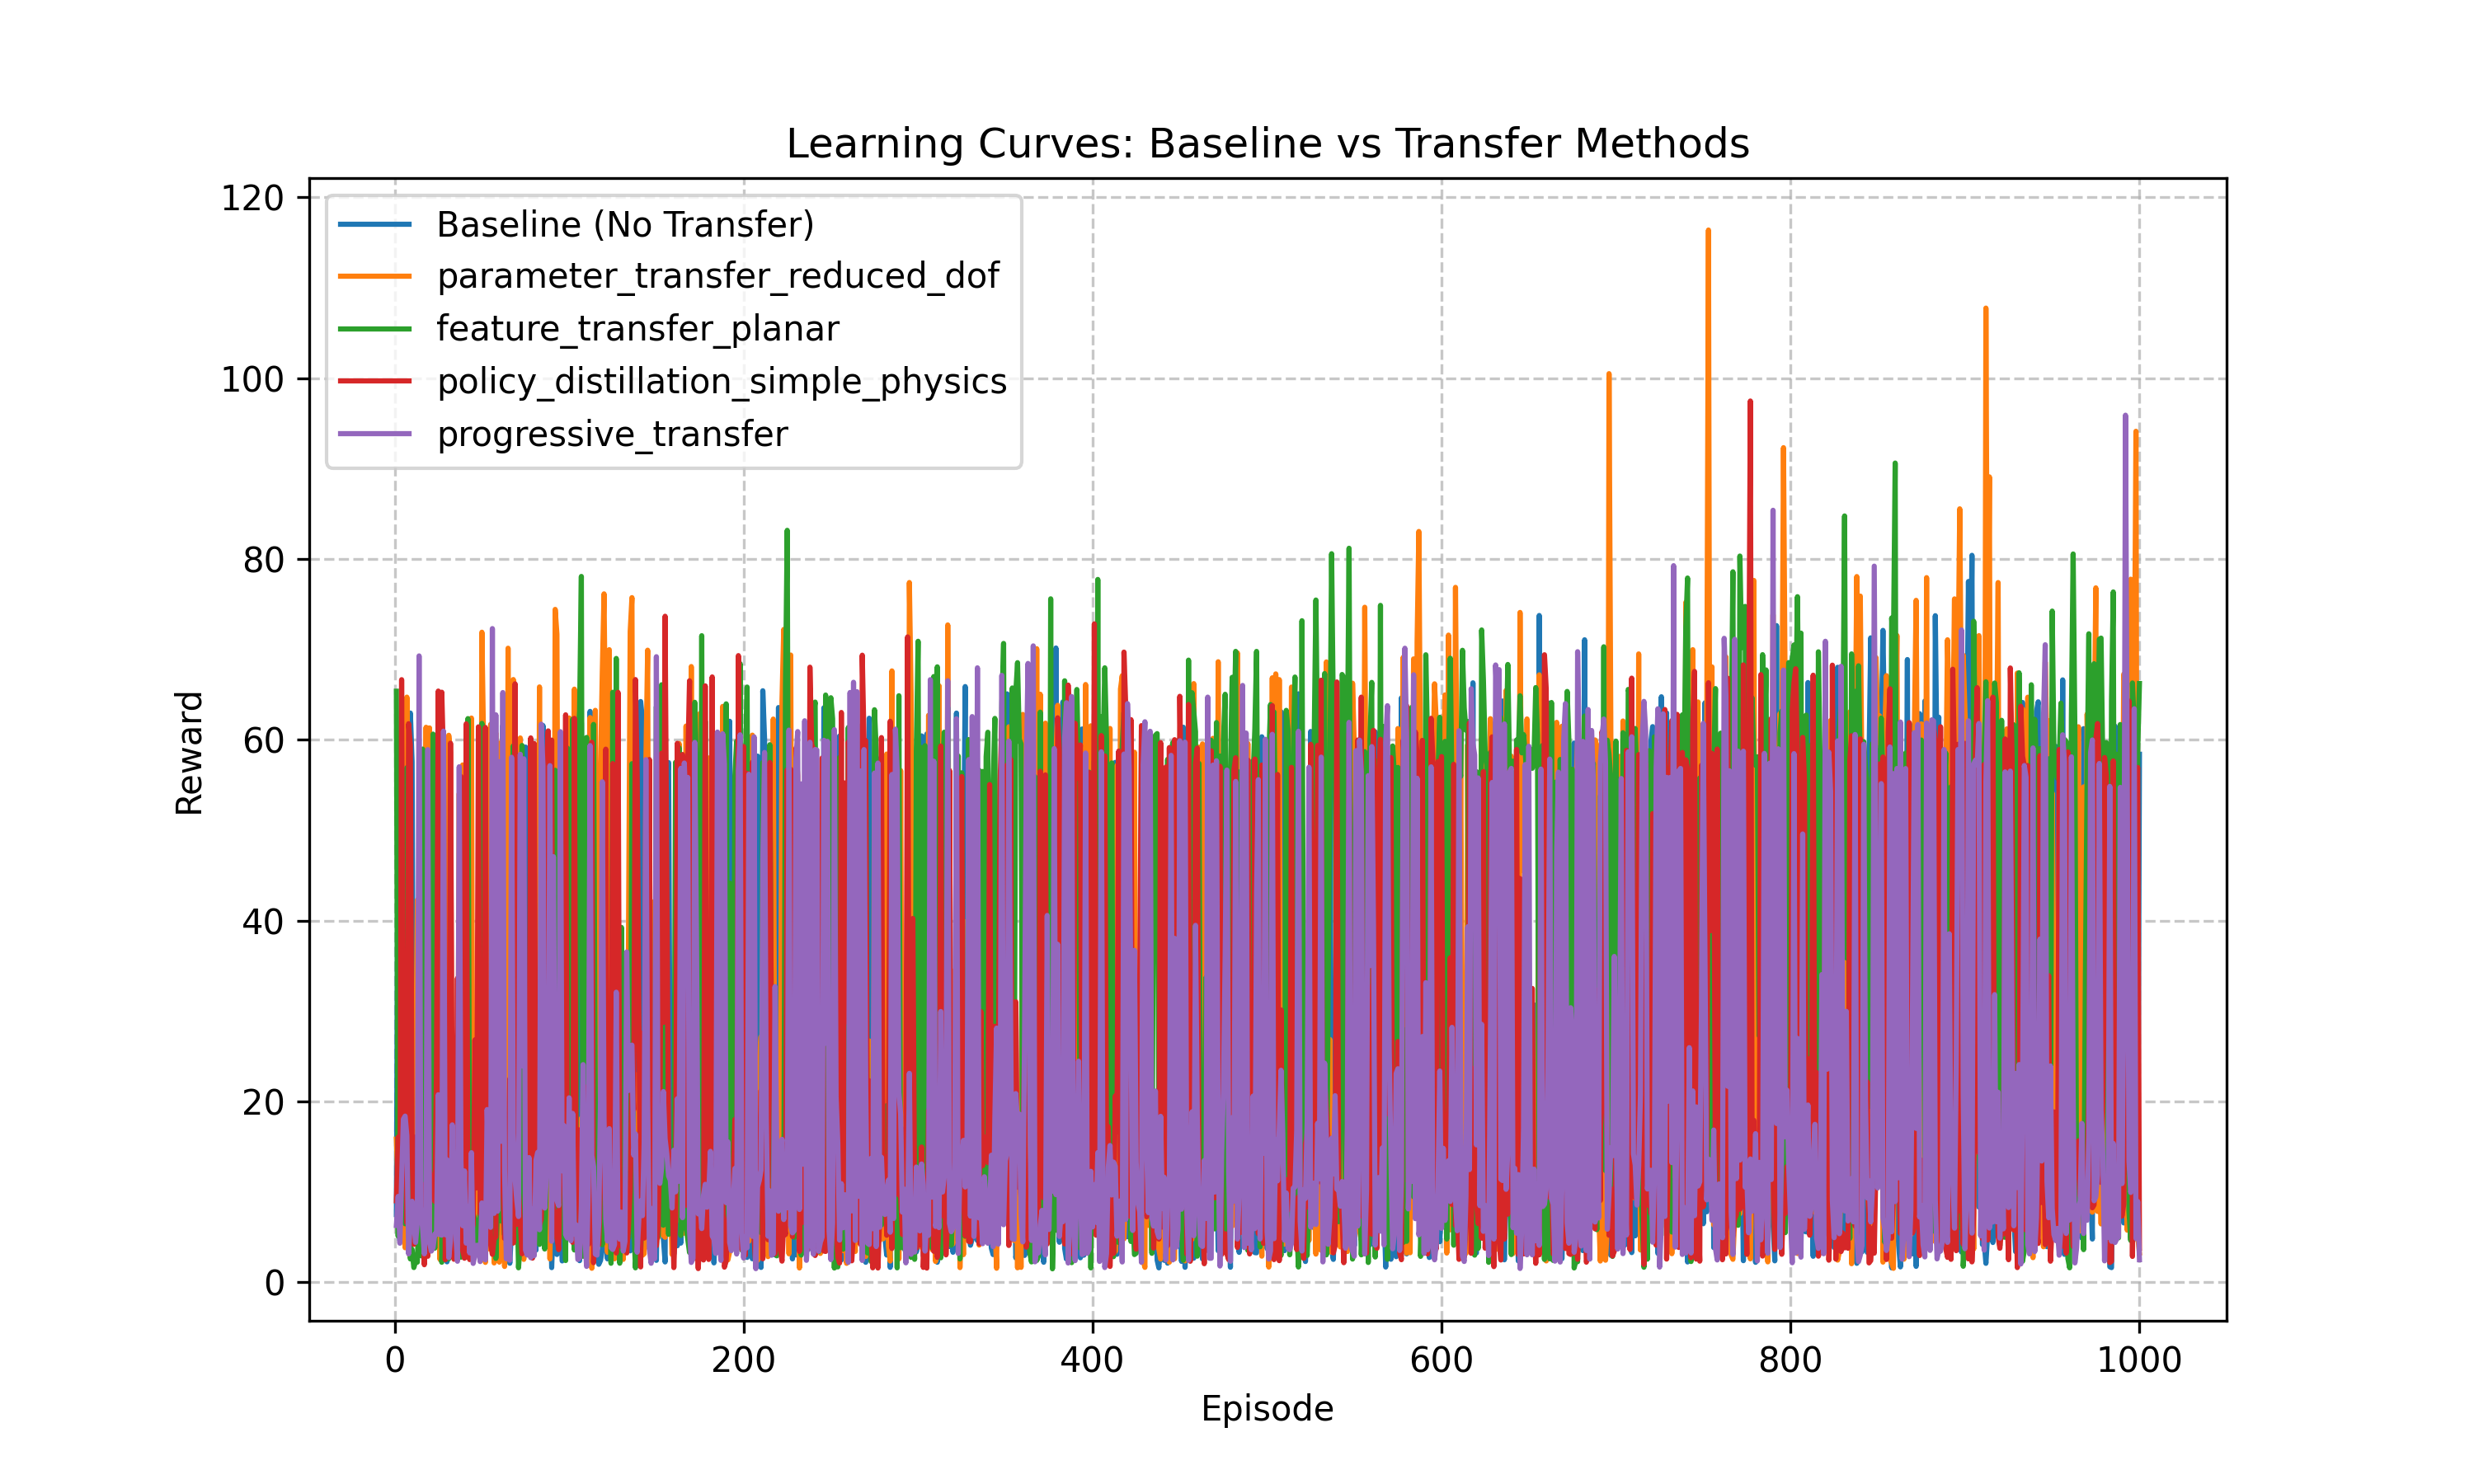 Learning Curves: Baseline vs Transfer Methods
120
100
80
60
40
20
0
Reward
Baseline (No Transfer)
parameter_transfer_reduced_dof
feature_transfer_planar
policy_distillation_simple_physics
progressive_transfer
0 200 400 600 800 1000
Episode